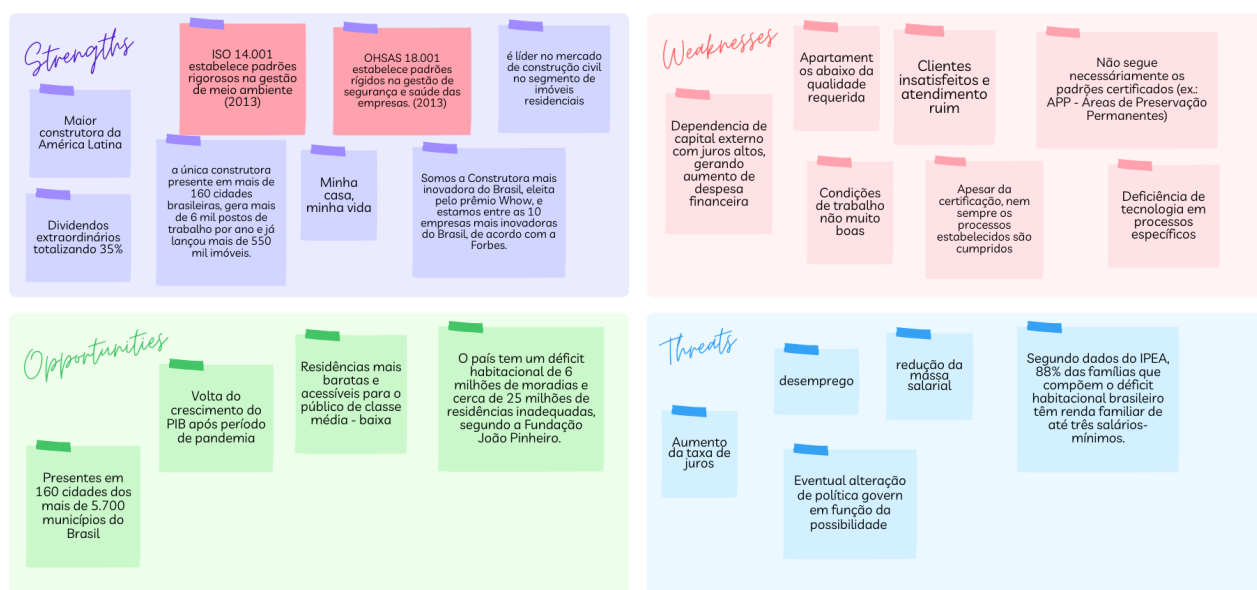 Strengths
ISO 14.001
estabelece padrões
rigorosos na gestão
de meio ambiente
(2013)
OHSAS 18.001
estabelece padrões
rígidos na gestão de
segurança e saúde das
empresas. (2013)
é líder no mercado
de construção civil
no segmento de
imóveis
residenciais
Maior
construtora da
América Latina
a única construtora
presente em mais de
160 cidades
brasileiras, gera mais
de 6 mil postos de
trabalho por ano e já
lançou mais de 550
mil imóveis.
Minha
casa,
minha vida
Somos a Construtora mais
inovadora do Brasil, eleita
pelo prêmio Whow, e
estamos entre as 10
empresas mais inovadoras
do Brasil, de acordo com a
Forbes.
Dividendos
extraordinários
totalizando 35%
Weaknesses
Apartament
os abaixo da
qualidade
requerida
Clientes
insatisfeitos e
atendimento
ruim
Não segue
necessáriamente os
padrões certificados (ex.:
APP - Áreas de Preservação
Permanentes)
Dependencia de
capital externo
com juros altos,
gerando
aumento de
despesa
financeira
Condições
de trabalho
não muito
boas
Apesar da
certificação, nem
sempre os
processos
estabelecidos são
cumpridos
Deficiência de
tecnologia em
processos
específicos
Opportunities
Volta do
crescimento do
PIB após período
de pandemia
Residências mais
baratas e
acessíveis para o
público de classe
média - baixa
O país tem um déficit
habitacional de 6
milhões de moradias e
cerca de 25 milhões de
residências inadequadas,
segundo a Fundação
João Pinheiro.
Presentes em
160 cidades dos
mais de 5.700
municípios do
Brasil
Threats
desemprego
redução da
massa
salarial
Segundo dados do IPEA,
88% das famílias que
compõem o déficit
habitacional brasileiro
têm renda familiar de
até três salários-
mínimos.
Aumento
da taxa de
juros
Eventual alteração
de política govern
em função da
possibilidade